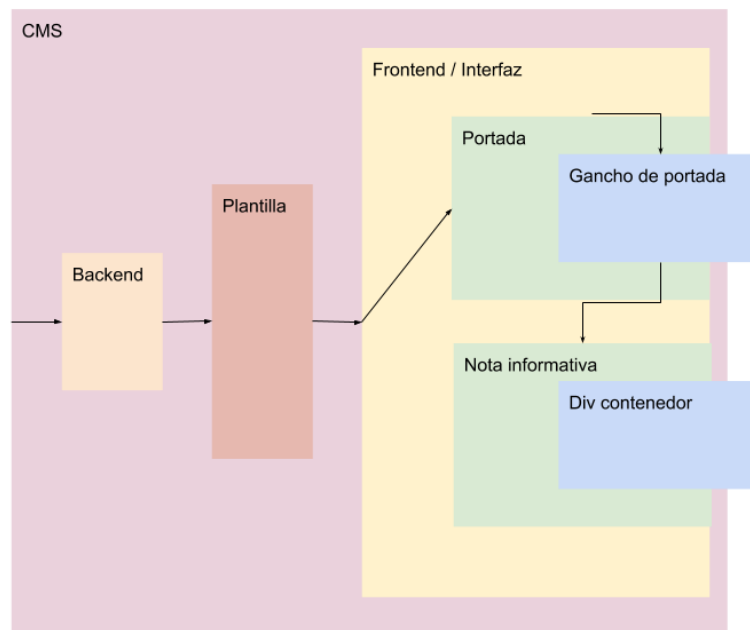 CMS
Frontend / Interfaz
Portada
Gancho de portada
Plantilla
Backend
Nota informativa
Div contenedor